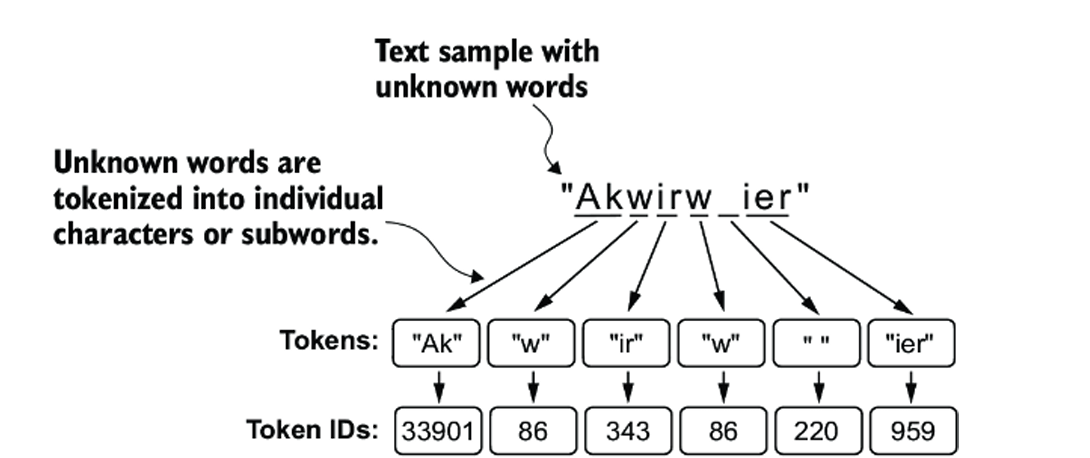 Text sample with
unknown words
Unknown words are
tokenized into individual
characters or subwords.
"Akwirw ier"
Tokens: "Ak" "w" "ir" "w" " " "ier"
Token IDs: 33901 86 343 86 220 959